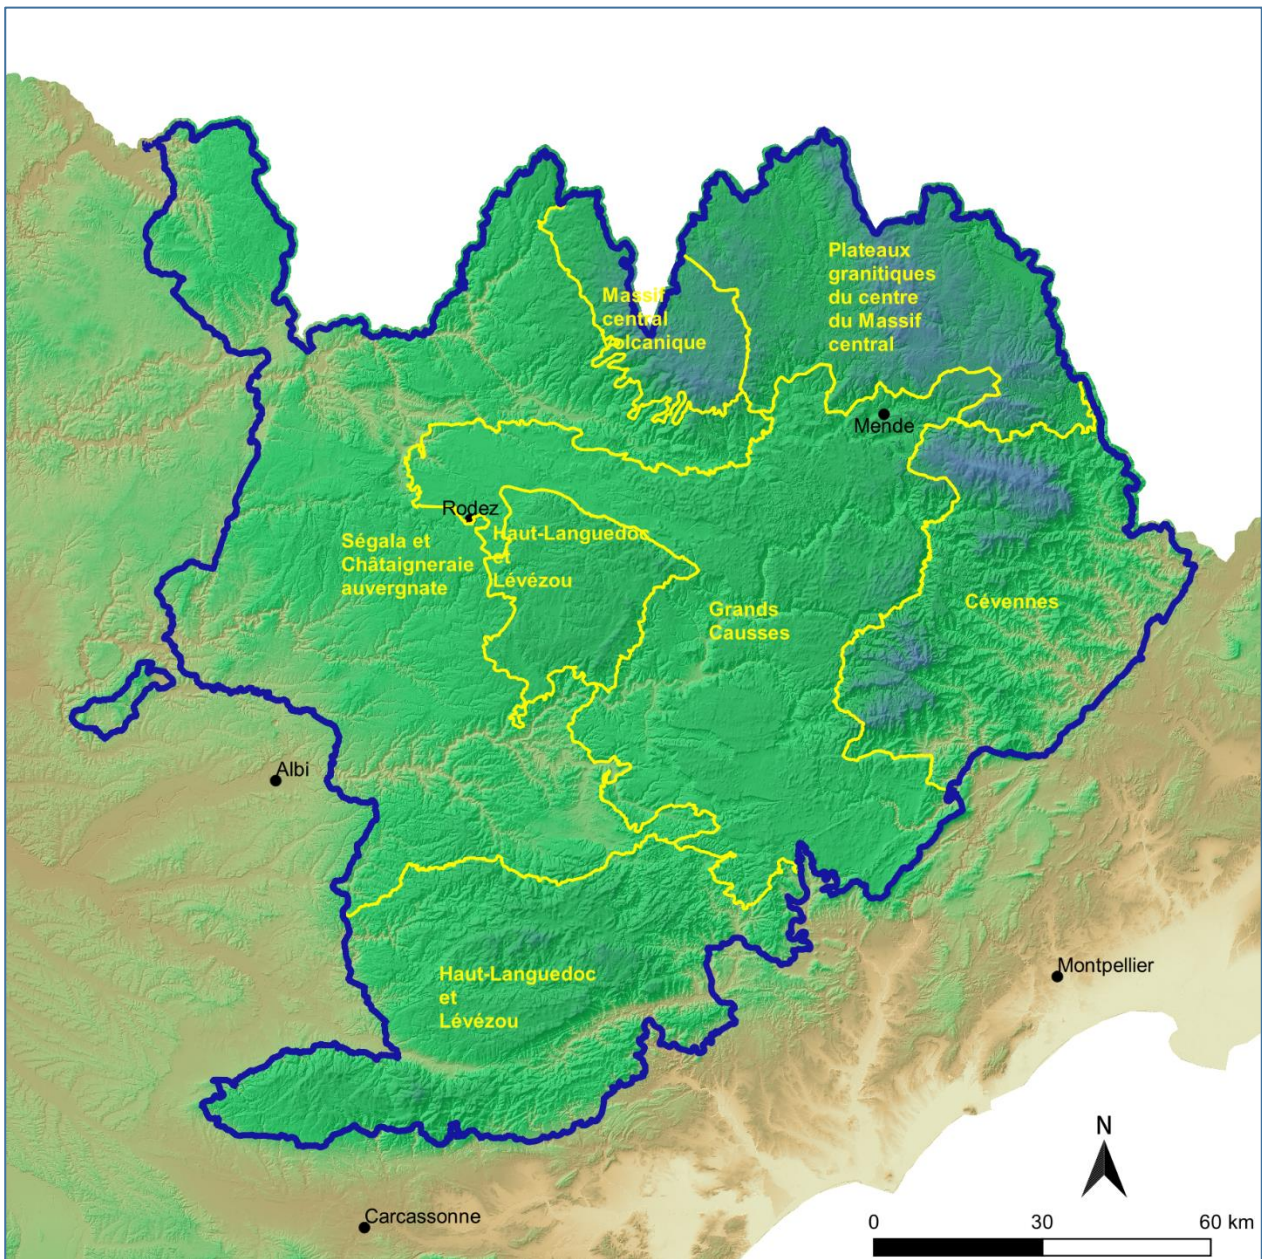 Plateaux
granitiques
du centre
du Massif
central
Massif
central
volcanique
Mende
Rodez
Haut-Languedoc
et
Lévézou
Ségala et
Châtaigneraie
auvergnate
Grands
Causses
Cévennes
Albi
Haut-Languedoc
et
Lévézou
Montpellier
Carcassonne
N
0 30 60 km